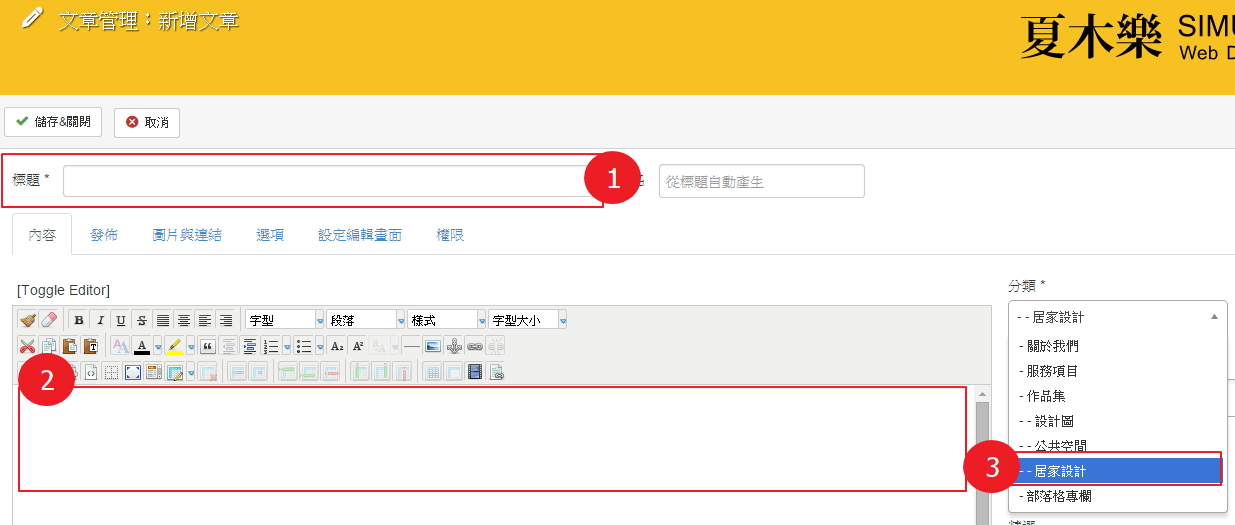 文章管理：新增文章
夏木樂 SIMU
Web D
儲存&關閉 取消
標題 * 1 從標題自動產生
內容 發佈 圖片與連結 選項 設定編輯畫面 權限
[Toggle Editor]
分類 *
B I U S 字型 段落 樣式 字型大小
- - 居家設計
- 關於我們
- 服務項目
- 作品集
- - 設計圖
- - 公共空間
- - 居家設計
- 部落格專欄
2
3